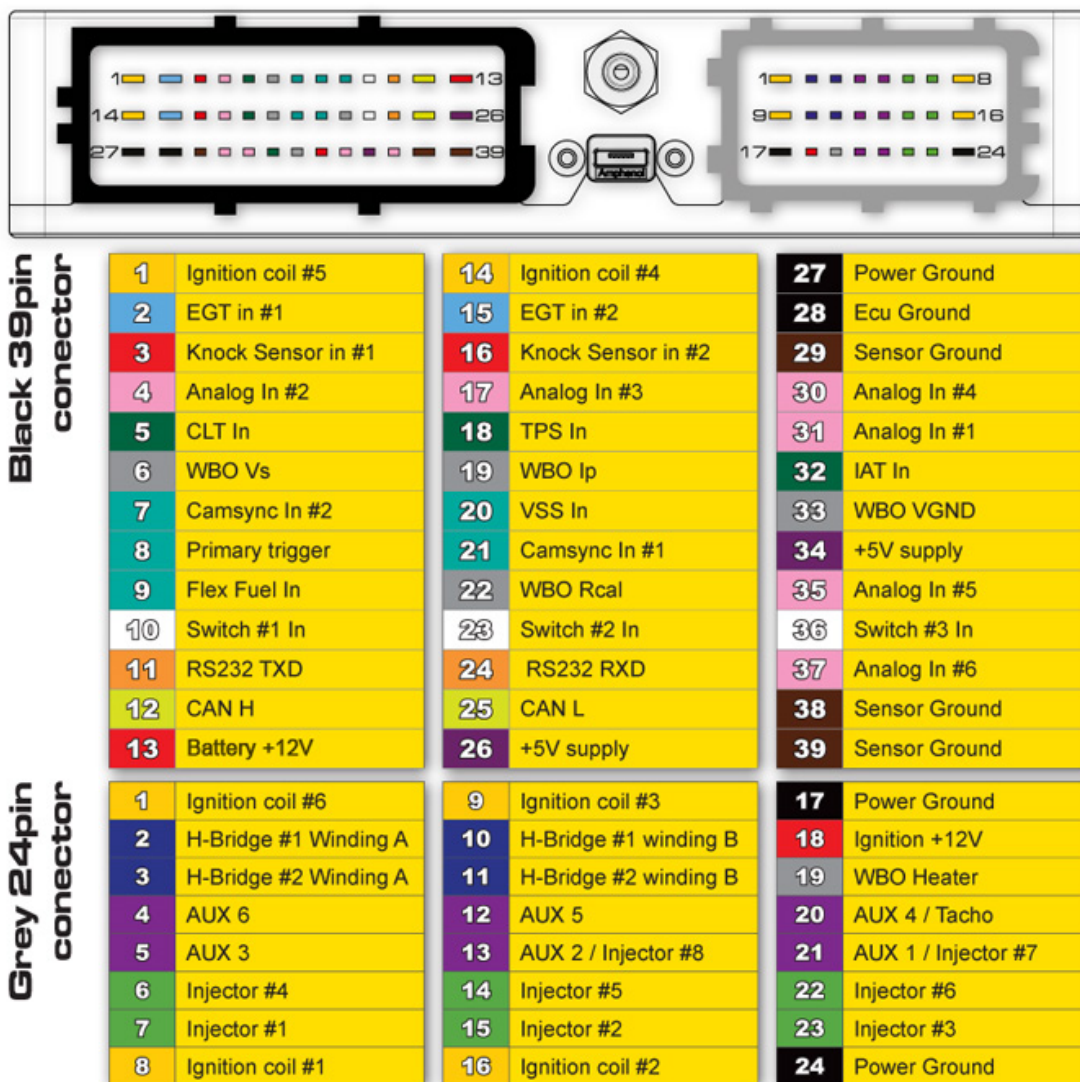 1 13 1 8
14 26 9 16
27 39 17 24
Amphenol
Black 39pin
conector
1 Ignition coil #5 14 Ignition coil #4 27 Power Ground
2 EGT in #1 15 EGT in #2 28 Ecu Ground
3 Knock Sensor in #1 16 Knock Sensor in #2 29 Sensor Ground
4 Analog In #2 17 Analog In #3 30 Analog In #4
5 CLT In 18 TPS In 31 Analog In #1
6 WBO Vs 19 WBO Ip 32 IAT In
7 Camsync In #2 20 VSS In 33 WBO VGND
8 Primary trigger 21 Camsync In #1 34 +5V supply
9 Flex Fuel In 22 WBO Rcal 35 Analog In #5
10 Switch #1 In 23 Switch #2 In 36 Switch #3 In
11 RS232 TXD 24 RS232 RXD 37 Analog In #6
12 CAN H 25 CAN L 38 Sensor Ground
13 Battery +12V 26 +5V supply 39 Sensor Ground
Grey 24pin
conector
1 Ignition coil #6 9 Ignition coil #3 17 Power Ground
2 H-Bridge #1 Winding A 10 H-Bridge #1 winding B 18 Ignition +12V
3 H-Bridge #2 Winding A 11 H-Bridge #2 winding B 19 WBO Heater
4 AUX 6 12 AUX 5 20 AUX 4 / Tacho
5 AUX 3 13 AUX 2 / Injector #8 21 AUX 1 / Injector #7
6 Injector #4 14 Injector #5 22 Injector #6
7 Injector #1 15 Injector #2 23 Injector #3
8 Ignition coil #1 16 Ignition coil #2 24 Power Ground